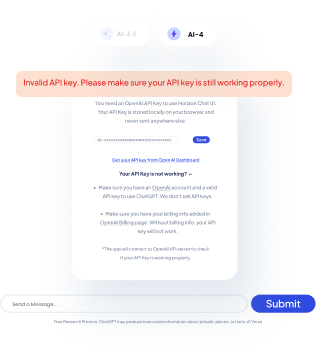 AI-3.5
AI-4
Invalid API key. Please make sure your API key is still working properly.
You need an OpenAI API Key to use Horizon Chat UI.
Your API Key is stored locally on your browser and
never sent anywhere else.
Save
Get your API key from Open AI Dashboard
Your API Key is not working?
• Make sure you have an OpenAI account and a valid
API key to use ChatGPT. We don't sell API keys.
• Make sure you have your billing info added in
OpenAI Billing page. Without billing info, your API
key will not work.
*The app will connect to OpenAI API server to check
if your API Key is working properly.
Send a Message...
Submit
Free Research Preview. ChatGPT may produce inaccurate information about people, places, or facts.